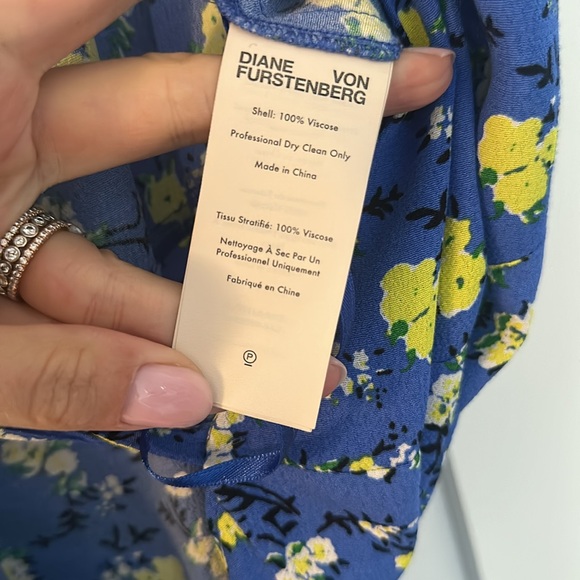 DIANE VON
FURSTENBERG
Shell: 100% Viscose
Professional Dry Clean Only
Made in China
Tissu Stratifié: 100% Viscose
Nettoyage À Sec Par Un
Professionel Uniquement
Fabriqué en Chine
P